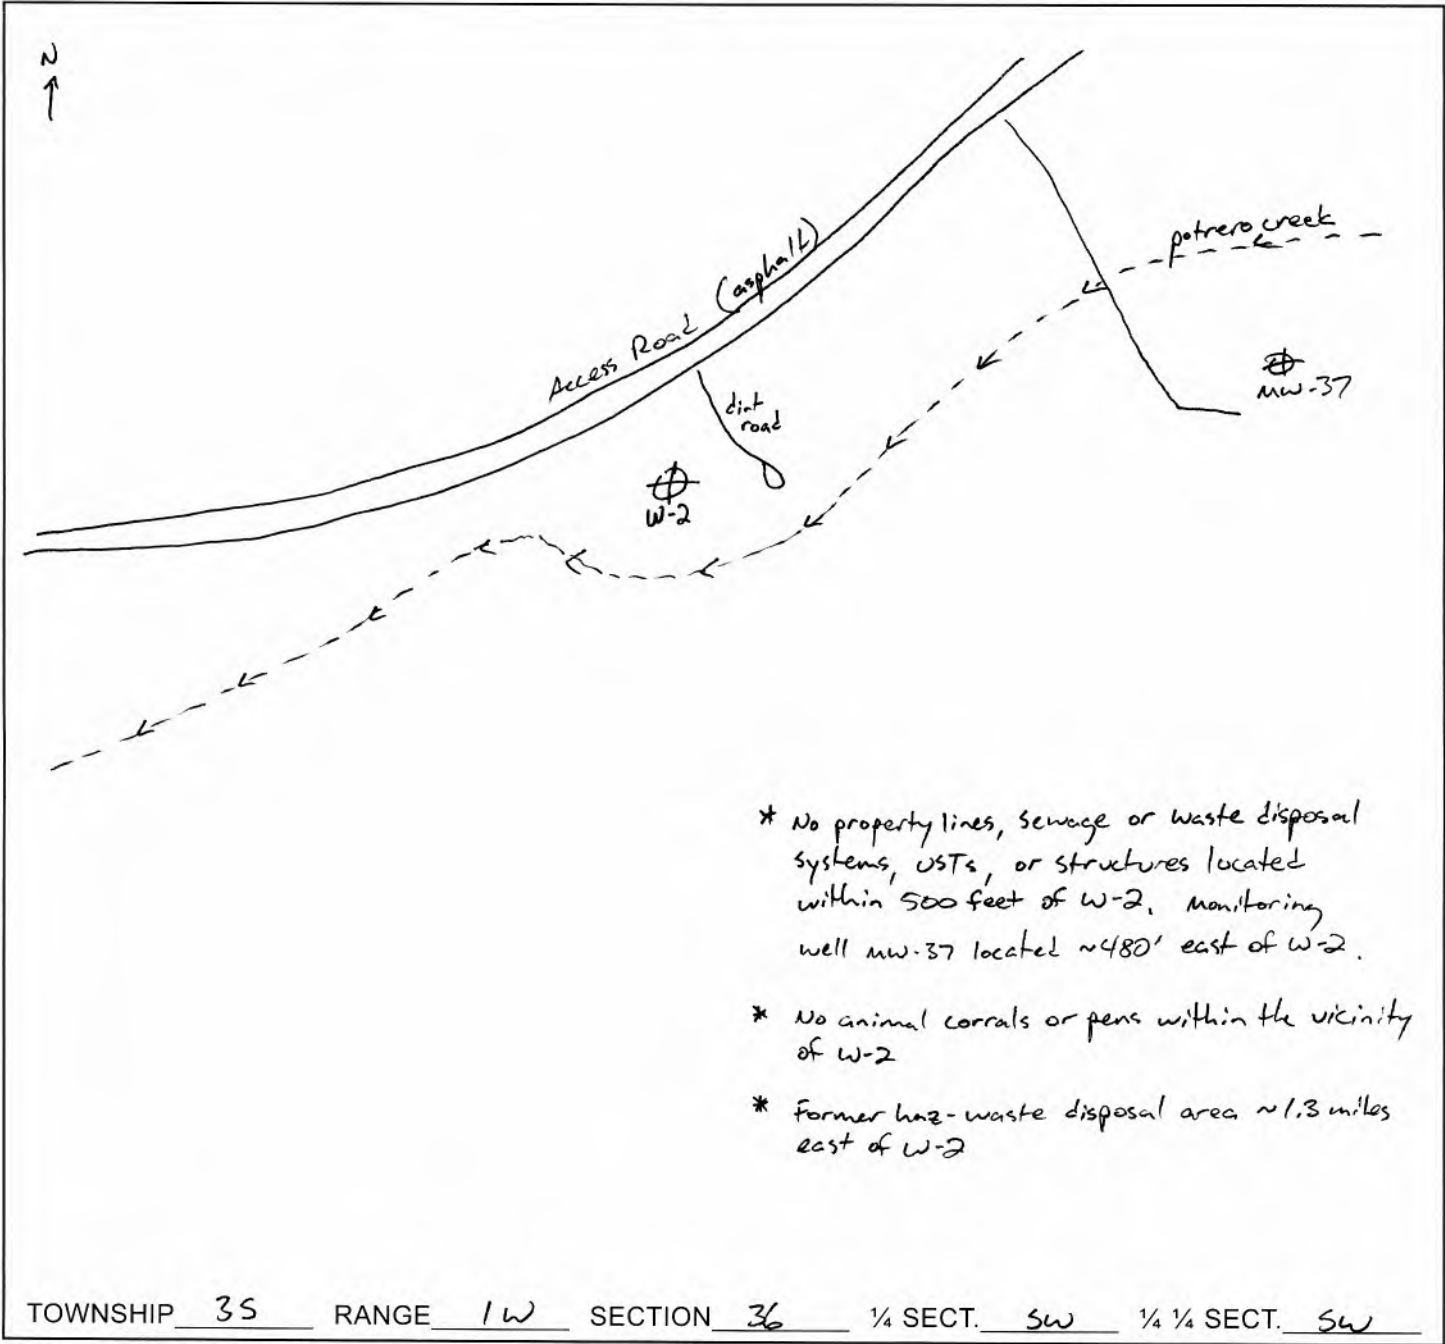 N
potrero creek
Access Road (asphalt)
MW-37
dirt
road
W-2
* No property lines, sewage or waste disposal
systems, USTs, or structures located
within 500 feet of W-2. Monitoring
well MW-37 located ~480' east of W-2.
* No animal corrals or pens within the vicinity
of W-2
* Former haz-waste disposal area ~1.3 miles
east of W-2
TOWNSHIP 3S RANGE 1W SECTION 36 ¼ SECT. SW ¼ ¼ SECT. SW